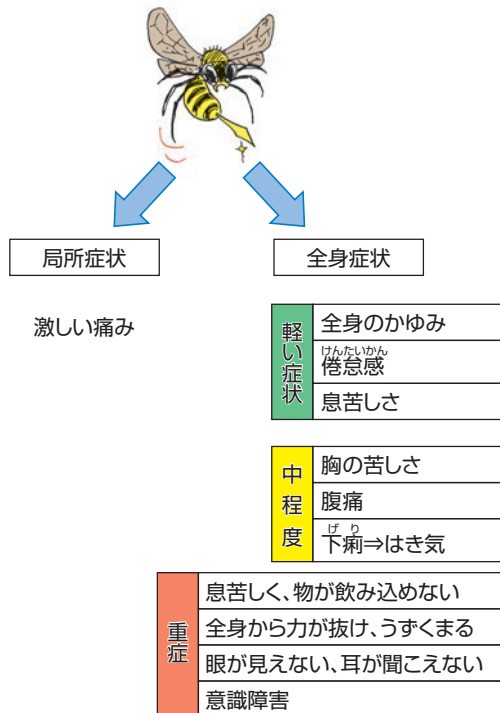 局所症状
全身症状
激しい痛み
軽い症状
全身のかゆみ
けんたいかん
倦怠感
息苦しさ
中程度
胸の苦しさ
腹痛
げり
下痢⇒はき気
重症
息苦しく、物が飲み込めない
全身から力が抜け、うずくまる
眼が見えない、耳が聞こえない
意識障害